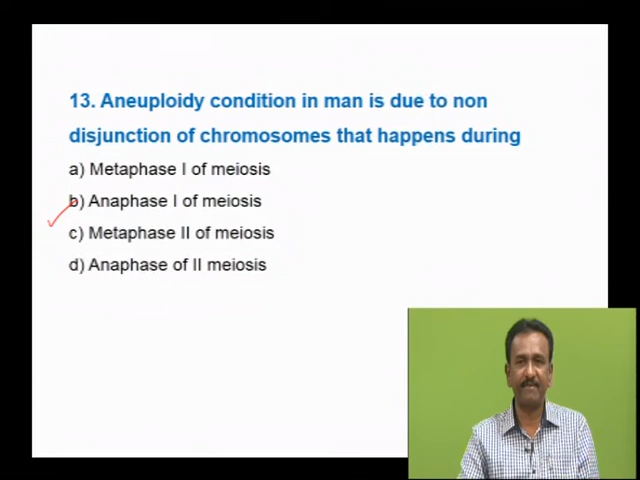 13. Aneuploidy condition in man is due to non
disjunction of chromosomes that happens during
a) Metaphase I of meiosis
b) Anaphase I of meiosis
c) Metaphase II of meiosis
d) Anaphase of II meiosis